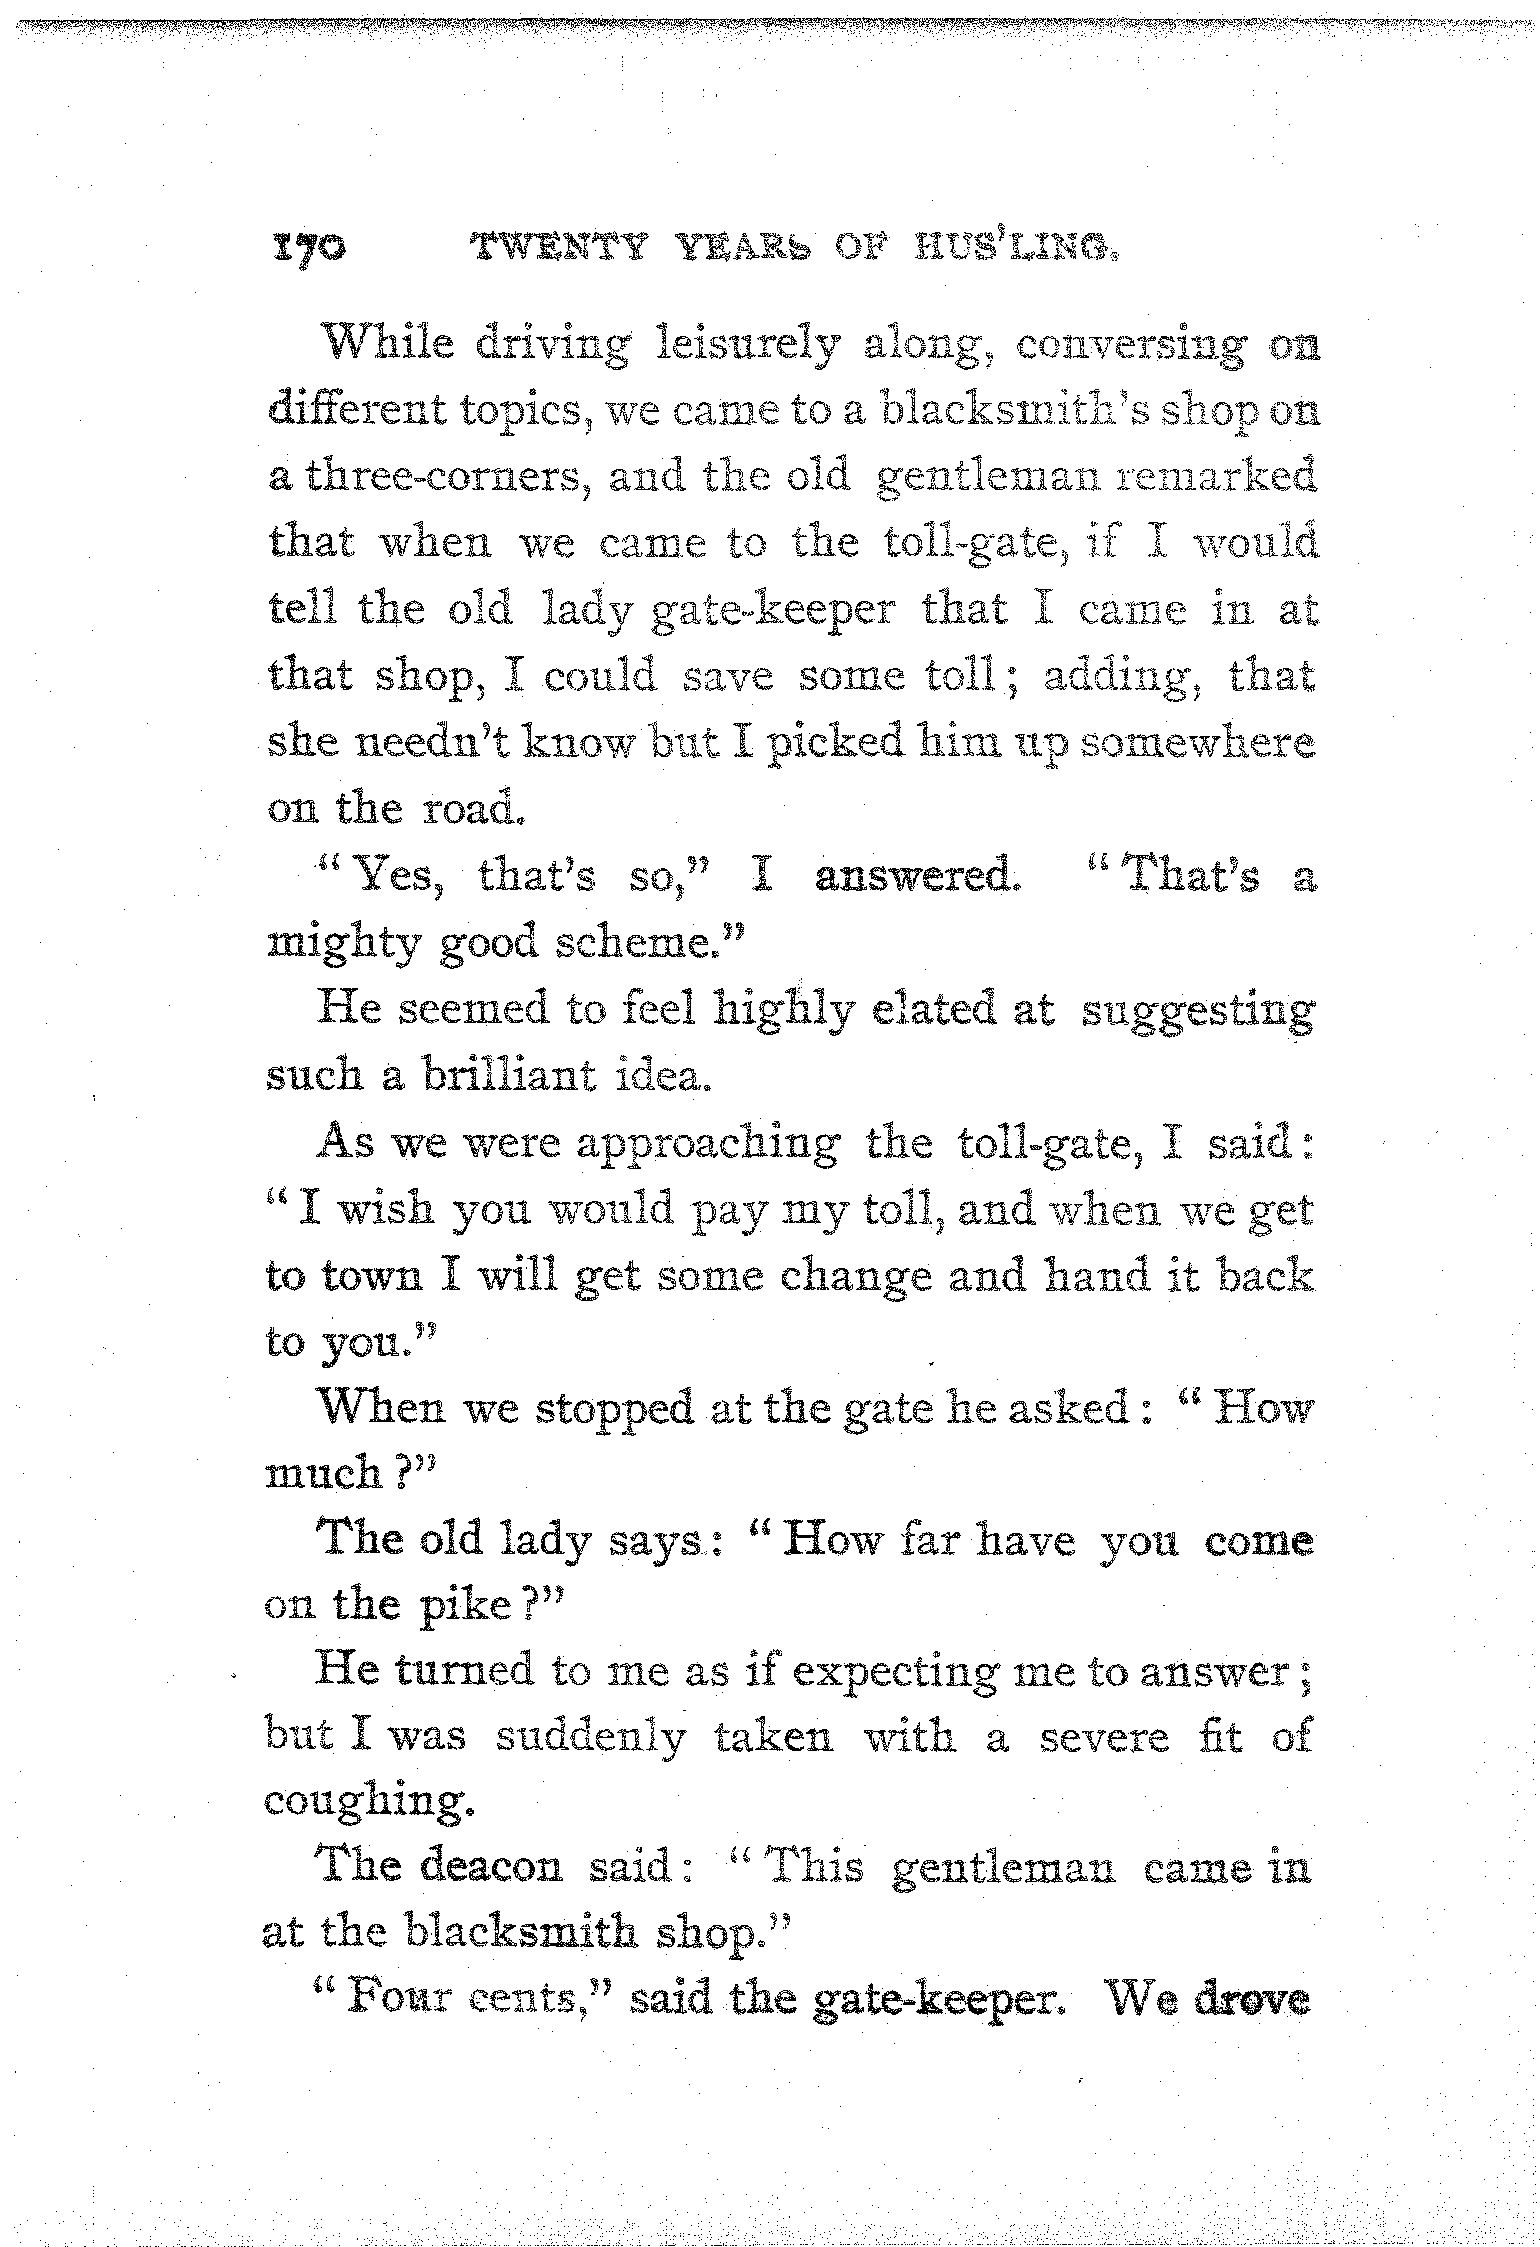 170 TWENTY YEARS OF HUS'LING.
While driving leisurely along, conversing on
different topics, we came to a blacksmith's shop on
a three-corners, and the old gentleman remarked
that when we came to the toll-gate, if I would
tell the old lady gate-keeper that I came in at
that shop, I could save some toll; adding, that
she needn't know but I picked him up somewhere
on the road.
"Yes, that's so," I answered. "That's a
mighty good scheme."
He seemed to feel highly elated at suggesting
such a brilliant idea.
As we were approaching the toll-gate, I said:
"I wish you would pay my toll, and when we get
to town I will get some change and hand it back
to you."
When we stopped at the gate he asked: "How
much?"
The old lady says: "How far have you come
on the pike?"
He turned to me as if expecting me to answer;
but I was suddenly taken with a severe fit of
coughing.
The deacon said: "This gentleman came in
at the blacksmith shop."
"Four cents," said the gate-keeper. We drove